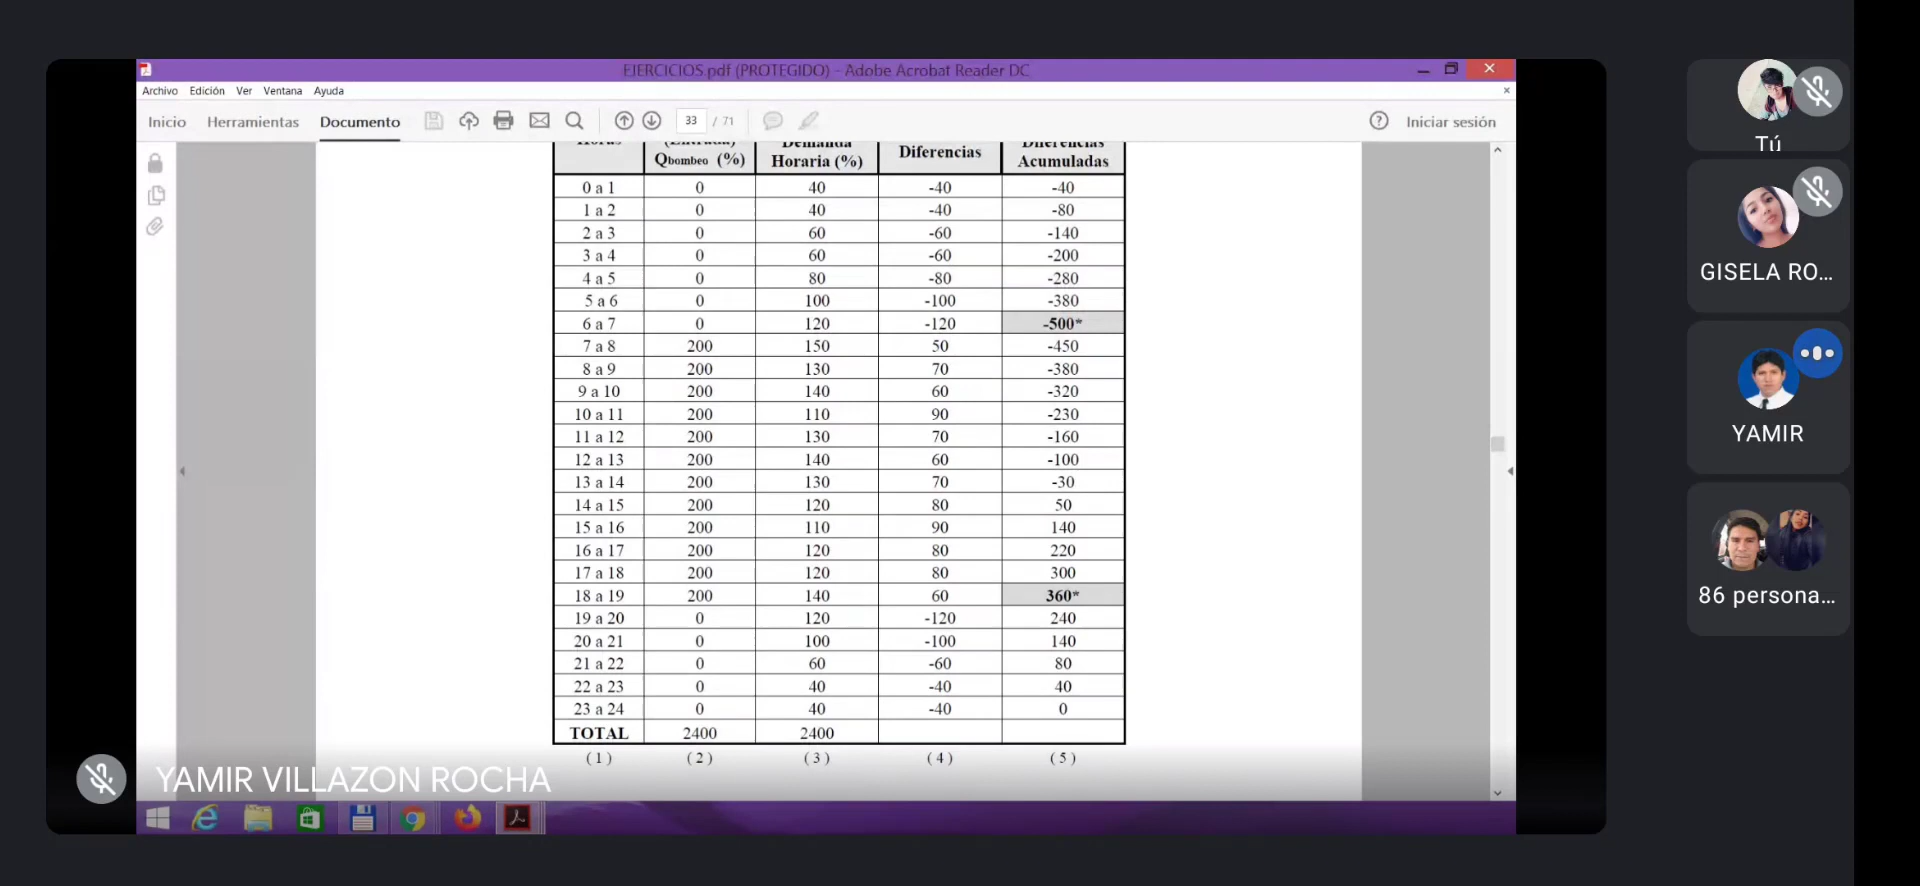 EJERCICIOS.pdf (PROTEGIDO) - Adobe Acrobat Reader DC
Archivo Edición Ver Ventana Ayuda
Inicio Herramientas Documento 33 / 71 Iniciar sesión
Horas (Entrada) Demanda Diferencias
Qbombeo (%) Horaria (%) Diferencias Acumuladas
0 a 1 0 40 -40 -40
1 a 2 0 40 -40 -80
2 a 3 0 60 -60 -140
3 a 4 0 60 -60 -200
4 a 5 0 80 -80 -280
5 a 6 0 100 -100 -380
6 a 7 0 120 -120 -500*
7 a 8 200 150 50 -450
8 a 9 200 130 70 -380
9 a 10 200 140 60 -320
10 a 11 200 110 90 -230
11 a 12 200 130 70 -160
12 a 13 200 140 60 -100
13 a 14 200 130 70 -30
14 a 15 200 120 80 50
15 a 16 200 110 90 140
16 a 17 200 120 80 220
17 a 18 200 120 80 300
18 a 19 200 140 60 360*
19 a 20 0 120 -120 240
20 a 21 0 100 -100 140
21 a 22 0 60 -60 80
22 a 23 0 40 -40 40
23 a 24 0 40 -40 0
TOTAL 2400 2400
(1) (2) (3) (4) (5)
YAMIR VILLAZON ROCHA
Tú
GISELA RO...
YAMIR
86 persona...